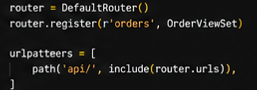 router = DefaultRouter()
router.register(r'orders', OrderViewSet)
urlpatteers = [
path('api/', include(router.urls)),
]